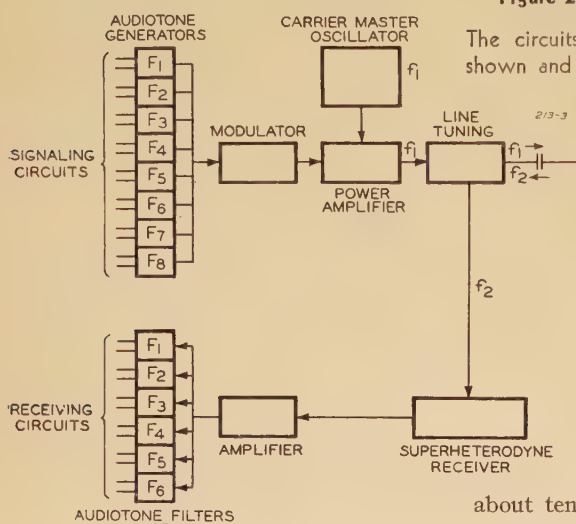 Figure 2
The circuits
shown and
213-3
AUDIOTONE
GENERATORS
CARRIER MASTER
OSCILLATOR
f1
SIGNALING
CIRCUITS
F1
F2
F3
F4
F5
F6
F7
F8
MODULATOR
POWER
AMPLIFIER
f1
LINE
TUNING
f1
f2
f2
RECEIVING
CIRCUITS
F1
F2
F3
F4
F5
F6
AUDIOTONE FILTERS
AMPLIFIER
SUPERHETERODYNE
RECEIVER
about ten